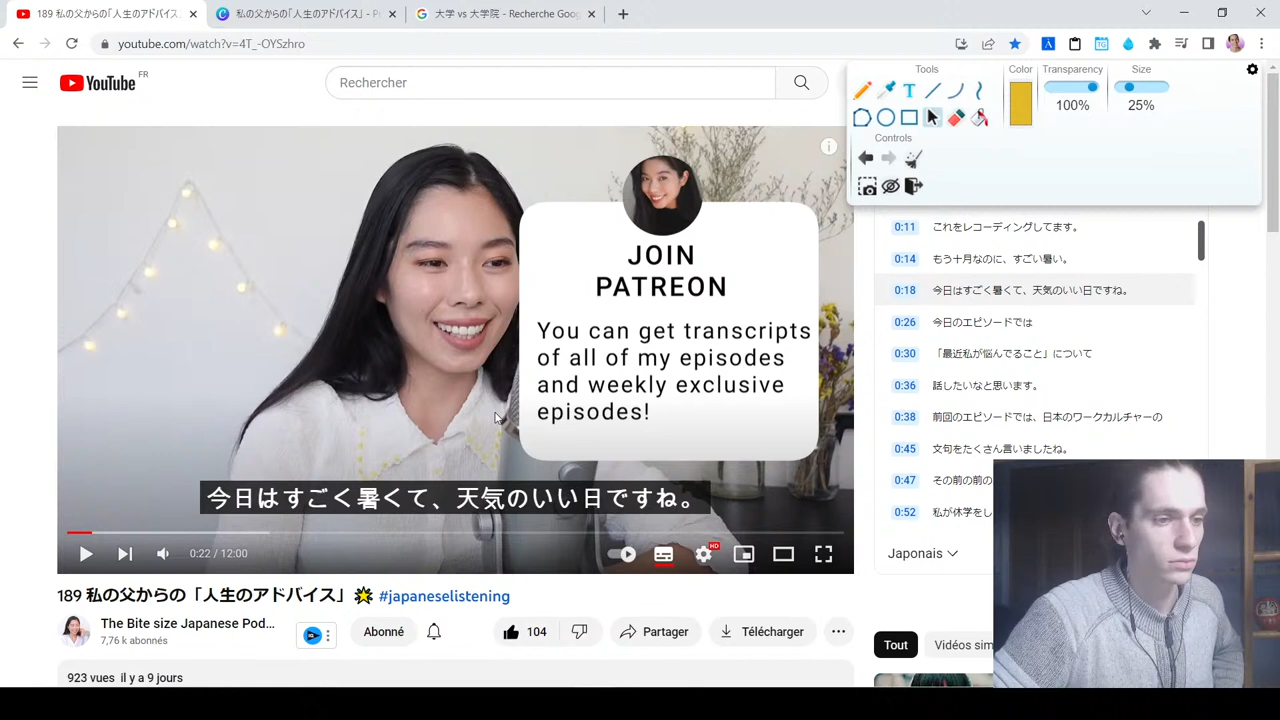 189 私の父からの「人生のアドバイス」
私の父からの「人生のアドバイス」 - P
大学 vs 大学院 - Recherche Goog
youtube.com/watch?v=4T_-OYSzhro
YouTube FR
Rechercher
Tools
Color
Transparency
Size
100%
25%
Controls
JOIN
PATREON
You can get transcripts
of all of my episodes
and weekly exclusive
episodes!
今日はすごく暑くて、天気のいい日ですね。
0:22 / 12:00
HD
0:11 これをレコーディングしてます。
0:14 もう十月なのに、すごい暑い。
0:18 今日はすごく暑くて、天気のいい日ですね。
0:26 今日のエピソードでは
0:30 「最近私が悩んでること」について
0:36 話したいなと思います。
0:38 前回のエピソードでは、日本のワークカルチャーの
0:45 文句をたくさん言いましたね。
0:47 その前の前の
0:52 私が休学をし
Japonais
189 私の父からの「人生のアドバイス」 🌟 #japaneselistening
The Bite size Japanese Pod...
7,76 k abonnés
Abonné
104
Partager
Télécharger
Tout
Vidéos sim
923 vues il y a 9 jours